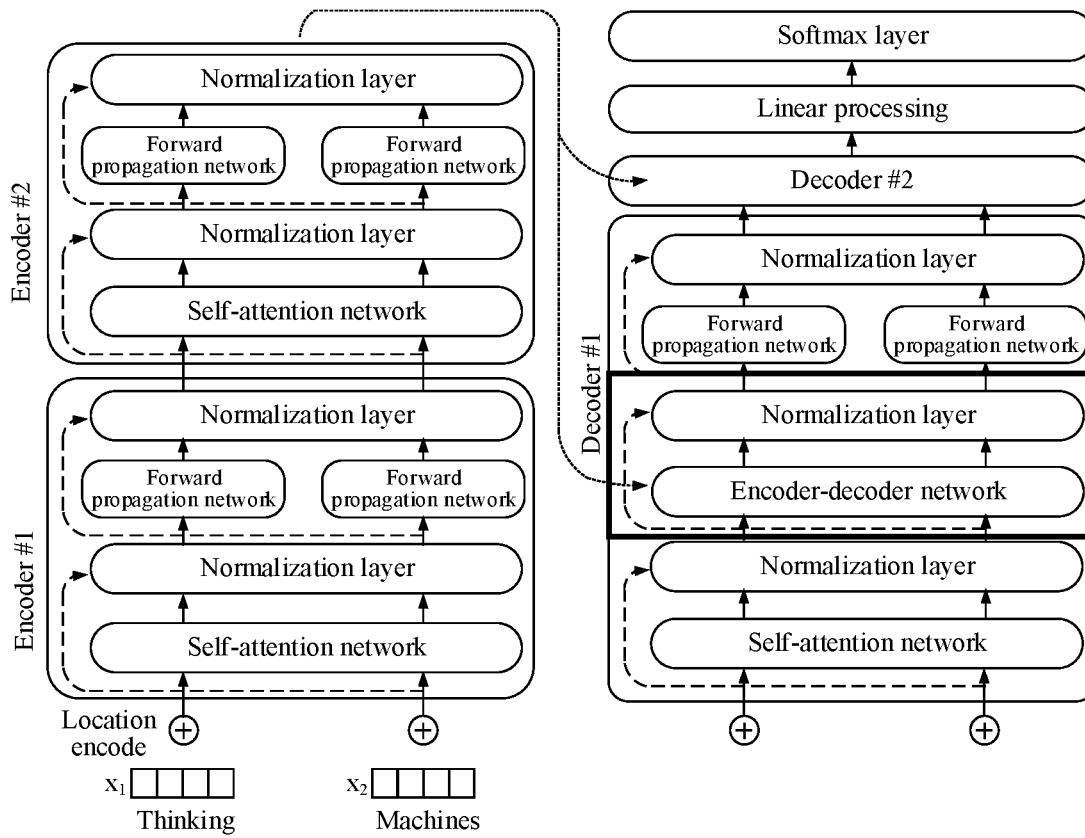 Normalization layer
Forward
propagation network
Forward
propagation network
Normalization layer
Self-attention network
Encoder #2
Normalization layer
Forward
propagation network
Forward
propagation network
Normalization layer
Self-attention network
Encoder #1
Location
encode
x1
Thinking
x2
Machines
Softmax layer
Linear processing
Decoder #2
Normalization layer
Forward
propagation network
Forward
propagation network
Decoder #1
Normalization layer
Encoder-decoder network
Normalization layer
Self-attention network